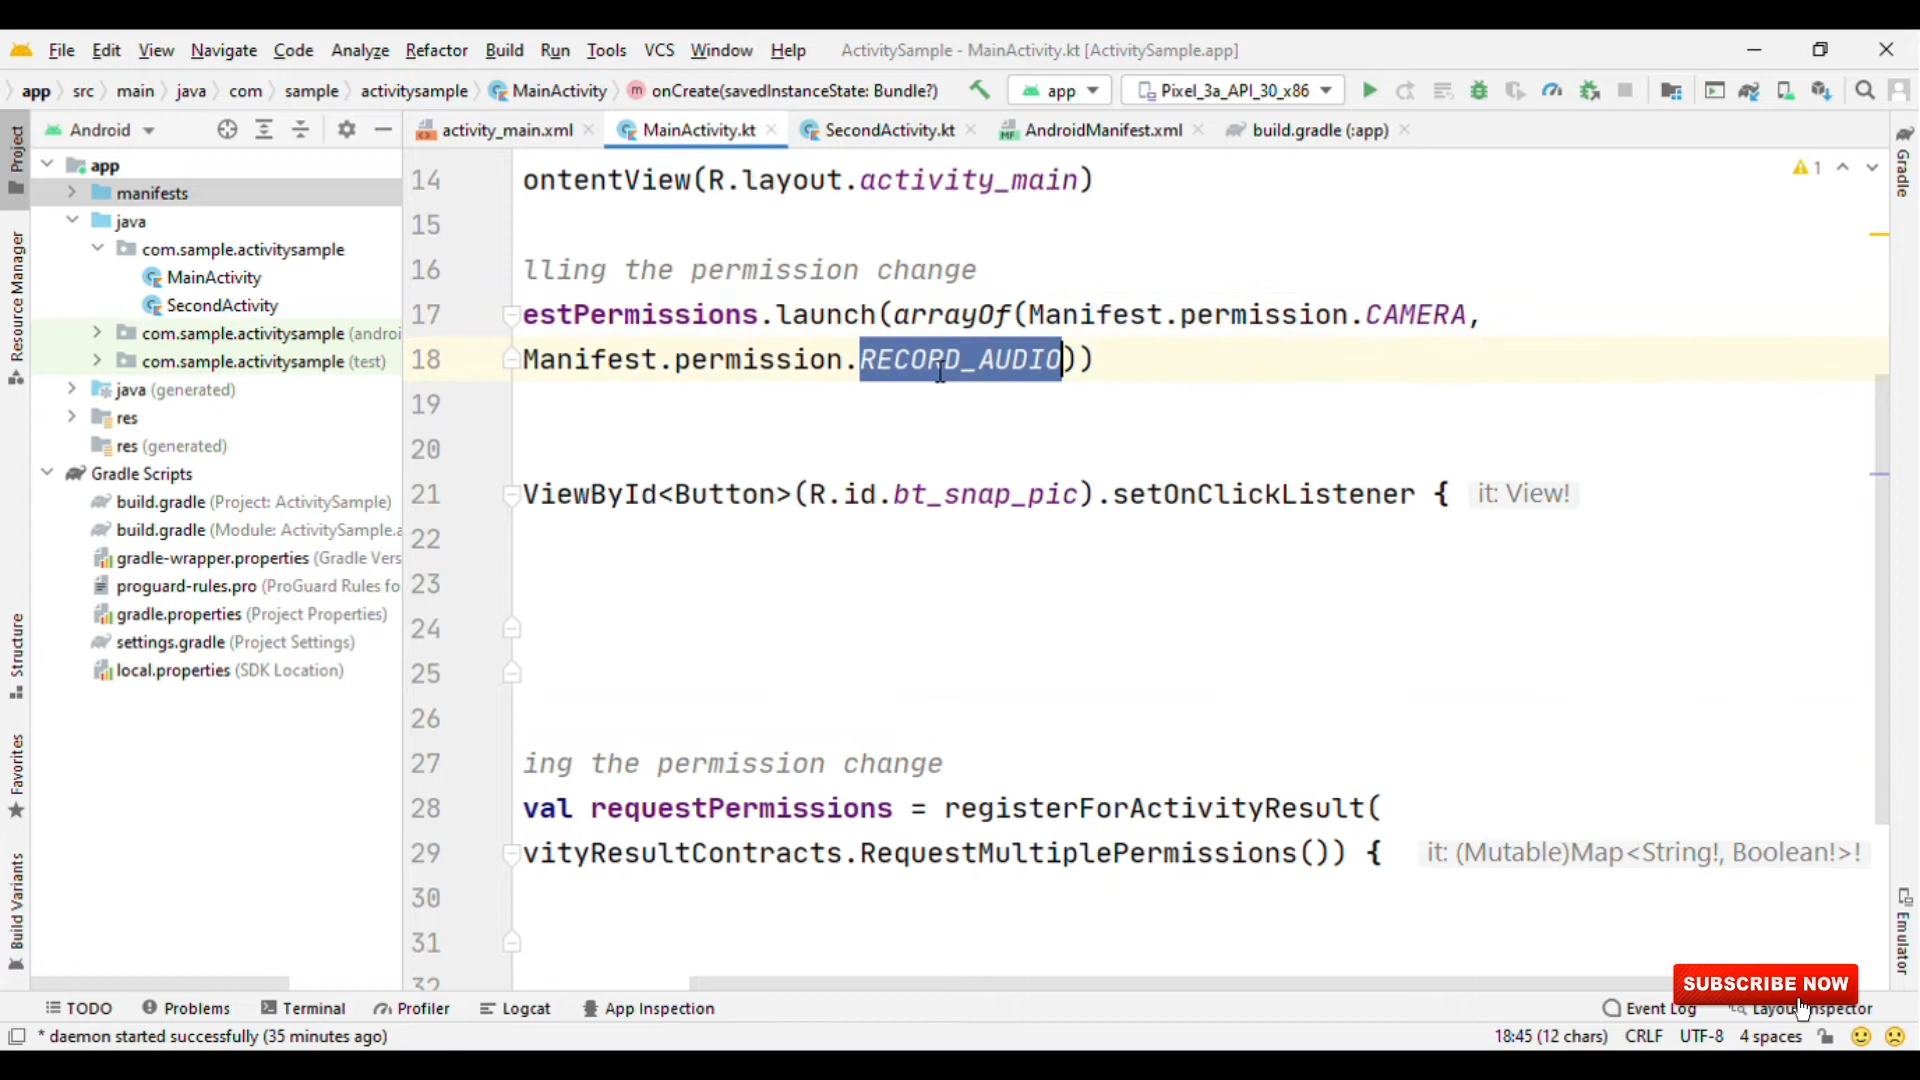 File Edit View Navigate Code Analyze Refactor Build Run Tools VCS Window Help ActivitySample - MainActivity.kt [ActivitySample.app]
app src main java com sample activitysample MainActivity onCreate(savedInstanceState: Bundle?) app Pixel_3a_API_30_x86
Project Android activity_main.xml MainActivity.kt SecondActivity.kt AndroidManifest.xml build.gradle (:app) Gradle
app
manifests
java
com.sample.activitysample
MainActivity
SecondActivity
com.sample.activitysample (androi
com.sample.activitysample (test)
java (generated)
res
res (generated)
Gradle Scripts
build.gradle (Project: ActivitySample)
build.gradle (Module: ActivitySample.a
gradle-wrapper.properties (Gradle Vers
proguard-rules.pro (ProGuard Rules fo
gradle.properties (Project Properties)
settings.gradle (Project Settings)
local.properties (SDK Location)
Resource Manager
Structure
Favorites
Build Variants
1
14 ontentView(R.layout.activity_main)
15
16 lling the permission change
17 estPermissions.launch(arrayOf(Manifest.permission.CAMERA,
18 Manifest.permission.RECORD_AUDIO))
19
20
21 ViewById<Button>(R.id.bt_snap_pic).setOnClickListener { it: View!
22
23
24
25
26
27 ing the permission change
28 val requestPermissions = registerForActivityResult(
29 vityResultContracts.RequestMultiplePermissions()) { it: (Mutable)Map<String!, Boolean!>!
30
31
32
Emulator
SUBSCRIBE NOW
TODO Problems Terminal Profiler Logcat App Inspection Event Log Layout Inspector
* daemon started successfully (35 minutes ago) 18:45 (12 chars) CRLF UTF-8 4 spaces